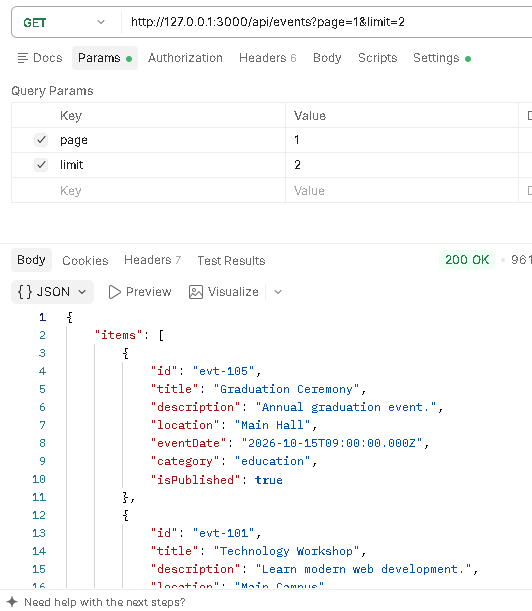 GET http://127.0.0.1:3000/api/events?page=1&limit=2
Docs Params Authorization Headers 6 Body Scripts Settings
Query Params
Key Value
page 1
limit 2
Key Value
Body Cookies Headers 7 Test Results 200 OK 961
{} JSON Preview Visualize
1 {
2 "items": [
3 {
4 "id": "evt-105",
5 "title": "Graduation Ceremony",
6 "description": "Annual graduation event.",
7 "location": "Main Hall",
8 "eventDate": "2026-10-15T09:00:00.000Z",
9 "category": "education",
10 "isPublished": true
11 },
12 {
13 "id": "evt-101",
14 "title": "Technology Workshop",
15 "description": "Learn modern web development.",
16 "location": "Main Campus"
Need help with the next steps?